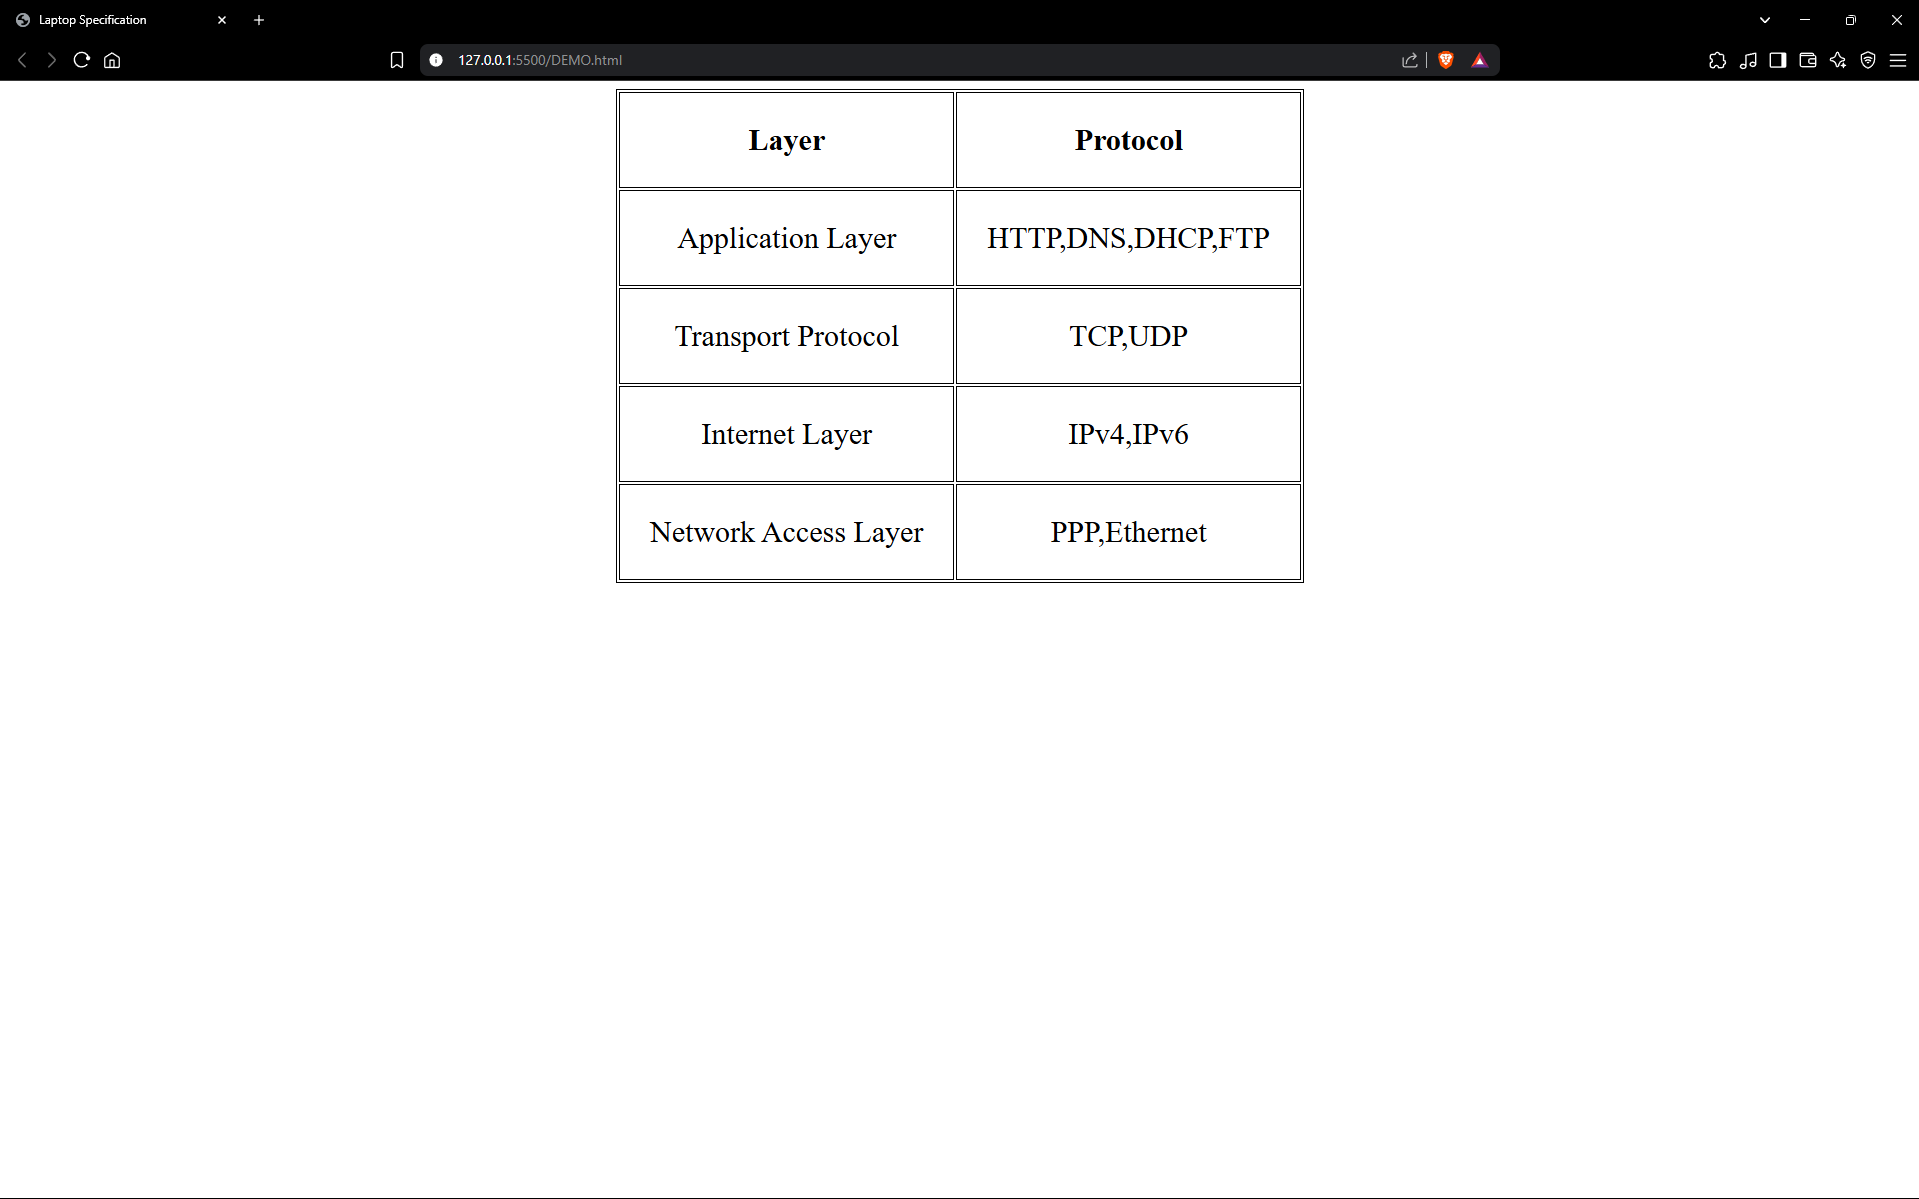 Laptop Specification
127.0.0.1:5500/DEMO.html
Layer Protocol
Application Layer HTTP,DNS,DHCP,FTP
Transport Protocol TCP,UDP
Internet Layer IPv4,IPv6
Network Access Layer PPP,Ethernet